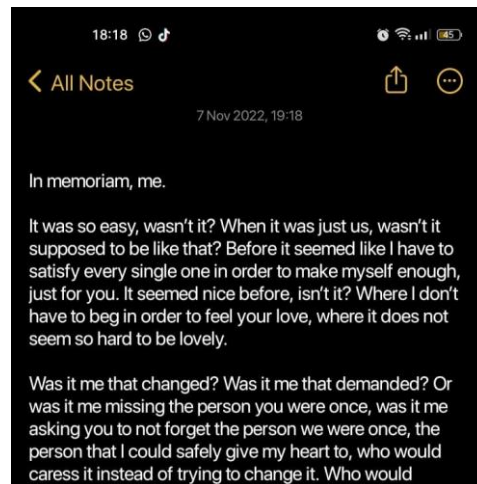 18:18
45
All Notes
7 Nov 2022, 19:18
In memoriam, me.
It was so easy, wasn't it? When it was just us, wasn't it
supposed to be like that? Before it seemed like I have to
satisfy every single one in order to make myself enough,
just for you. It seemed nice before, isn't it? Where I don't
have to beg in order to feel your love, where it does not
seem so hard to be lovely.
Was it me that changed? Was it me that demanded? Or
was it me missing the person you were once, was it me
asking you to not forget the person we were once, the
person that I could safely give my heart to, who would
caress it instead of trying to change it. Who would